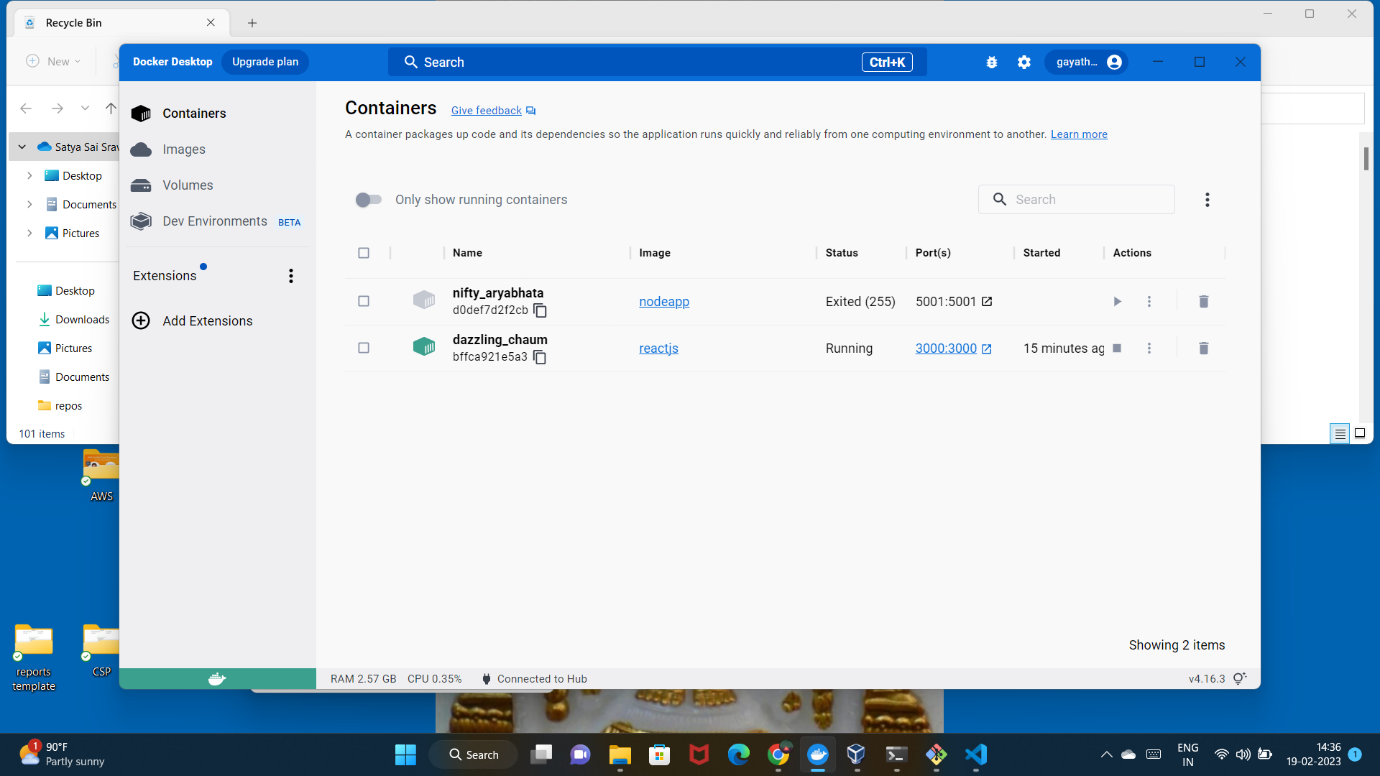 Recycle Bin
New
Docker Desktop
Upgrade plan
Search
Ctrl+K
gayath...
Satya Sai Srav
Desktop
Documents
Pictures
Desktop
Downloads
Pictures
Documents
repos
101 items
Containers
Images
Volumes
Dev Environments BETA
Extensions
Add Extensions
Containers
Give feedback
A container packages up code and its dependencies so the application runs quickly and reliably from one computing environment to another. Learn more
Only show running containers
Search
Name Image Status Port(s) Started Actions
nifty_aryabhata
d0def7d2f2cb
nodeapp Exited (255) 5001:5001
dazzling_chaum
bffca921e5a3
reactjs Running 3000:3000 15 minutes ag
Showing 2 items
RAM 2.57 GB CPU 0.35% Connected to Hub
v4.16.3
AWS
reports
template
CSP
1
90°F
Partly sunny
Search
ENG
IN
14:36
19-02-2023
1